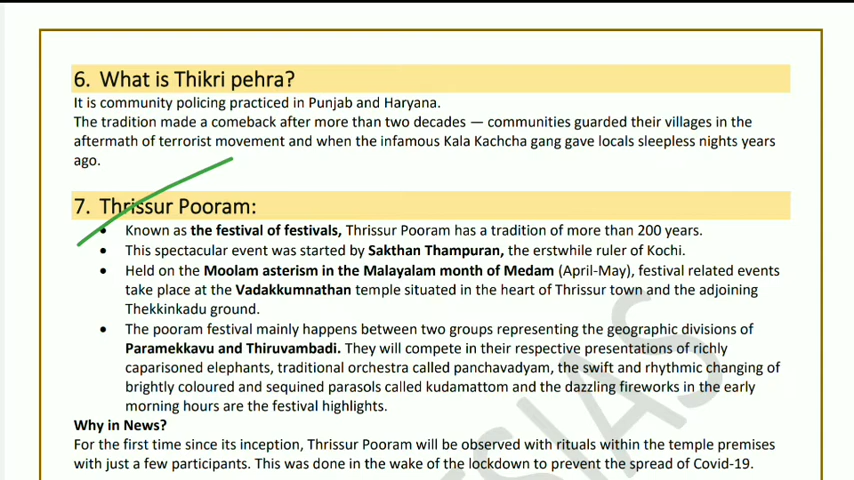 6. What is Thikri pehra?
It is community policing practiced in Punjab and Haryana.
The tradition made a comeback after more than two decades — communities guarded their villages in the
aftermath of terrorist movement and when the infamous Kala Kachcha gang gave locals sleepless nights years
ago.
7. Thrissur Pooram:
• Known as the festival of festivals, Thrissur Pooram has a tradition of more than 200 years.
• This spectacular event was started by Sakthan Thampuran, the erstwhile ruler of Kochi.
• Held on the Moolam asterism in the Malayalam month of Medam (April-May), festival related events
take place at the Vadakkumnathan temple situated in the heart of Thrissur town and the adjoining
Thekkinkadu ground.
• The pooram festival mainly happens between two groups representing the geographic divisions of
Paramekkavu and Thiruvambadi. They will compete in their respective presentations of richly
caparisoned elephants, traditional orchestra called panchavadyam, the swift and rhythmic changing of
brightly coloured and sequined parasols called kudamattom and the dazzling fireworks in the early
morning hours are the festival highlights.
Why in News?
For the first time since its inception, Thrissur Pooram will be observed with rituals within the temple premises
with just a few participants. This was done in the wake of the lockdown to prevent the spread of Covid-19.